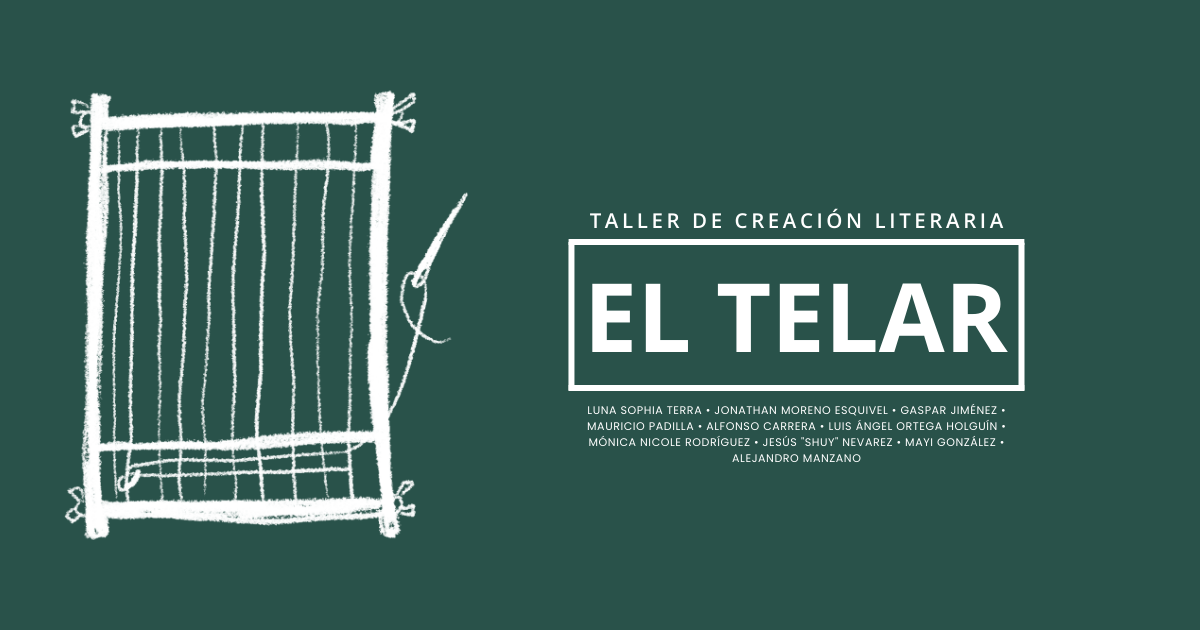 TALLER DE CREACIÓN LITERARIA
EL TELAR
LUNA SOPHIA TERRA • JONATHAN MORENO ESQUIVEL • GASPAR JIMÉNEZ •
MAURICIO PADILLA • ALFONSO CARRERA • LUIS ÁNGEL ORTEGA HOLGUÍN •
MÓNICA NICOLE RODRÍGUEZ • JESÚS "SHUY" NEVAREZ • MAYI GONZÁLEZ •
ALEJANDRO MANZANO